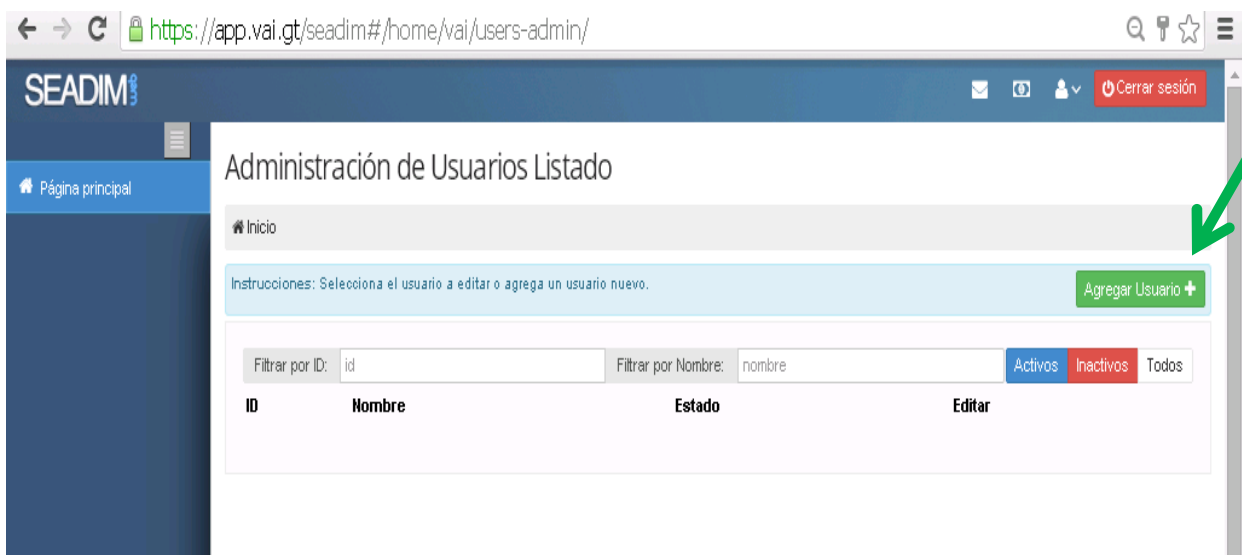 https://app.vai.gt/seadim#/home/vai/users-admin/
SEADIM web
Cerrar sesión
Página principal
Administración de Usuarios Listado
Inicio
Instrucciones: Selecciona el usuario a editar o agrega un usuario nuevo.
Agregar Usuario +
Filtrar por ID: id Filtrar por Nombre: nombre Activos Inactivos Todos
ID Nombre Estado Editar